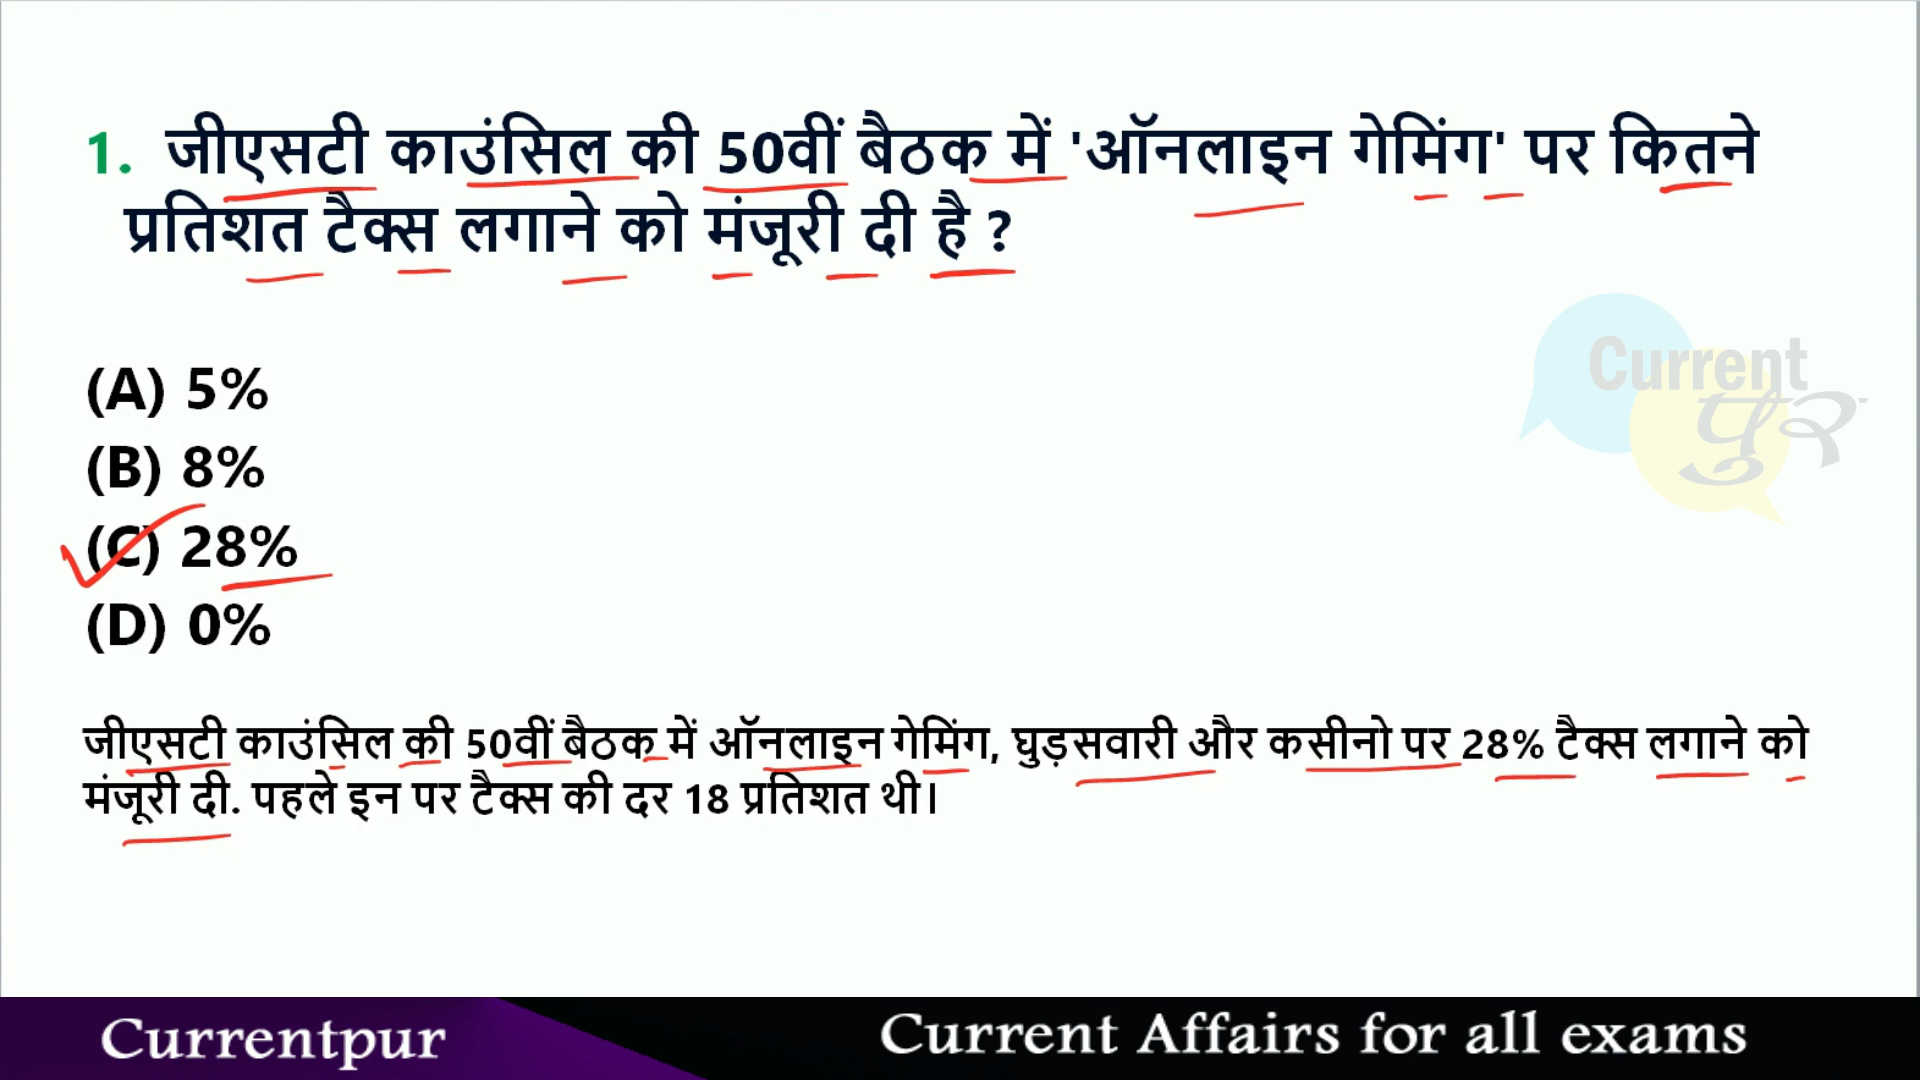 1. जीएसटी काउंसिल की 50वीं बैठक में 'ऑनलाइन गेमिंग' पर कितने
प्रतिशत टैक्स लगाने को मंजूरी दी है ?
(A) 5%
(B) 8%
(C) 28%
(D) 0%
Current
पुर
जीएसटी काउंसिल की 50वीं बैठक में ऑनलाइन गेमिंग, घुड़सवारी और कसीनो पर 28% टैक्स लगाने को
मंजूरी दी. पहले इन पर टैक्स की दर 18 प्रतिशत थी।
Currentpur
Current Affairs for all exams